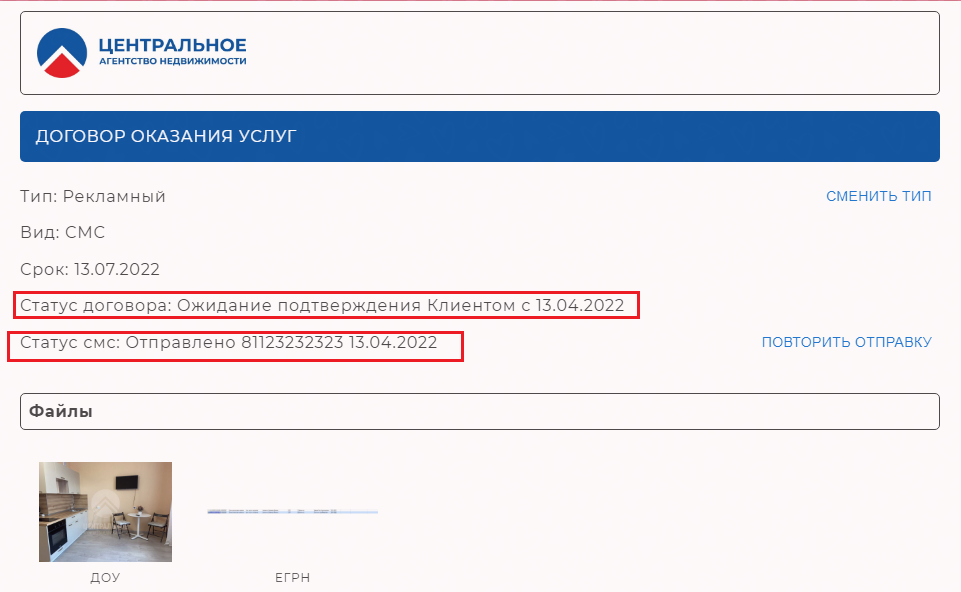 ЦЕНТРАЛЬНОЕ
АГЕНТСТВО НЕДВИЖИМОСТИ
ДОГОВОР ОКАЗАНИЯ УСЛУГ
Тип: Рекламный
СМЕНИТЬ ТИП
Вид: СМС
Срок: 13.07.2022
Статус договора: Ожидание подтверждения Клиентом с 13.04.2022
Статус смс: Отправлено 81123232323 13.04.2022
ПОВТОРИТЬ ОТПРАВКУ
Файлы
ДОУ
ЕГРН